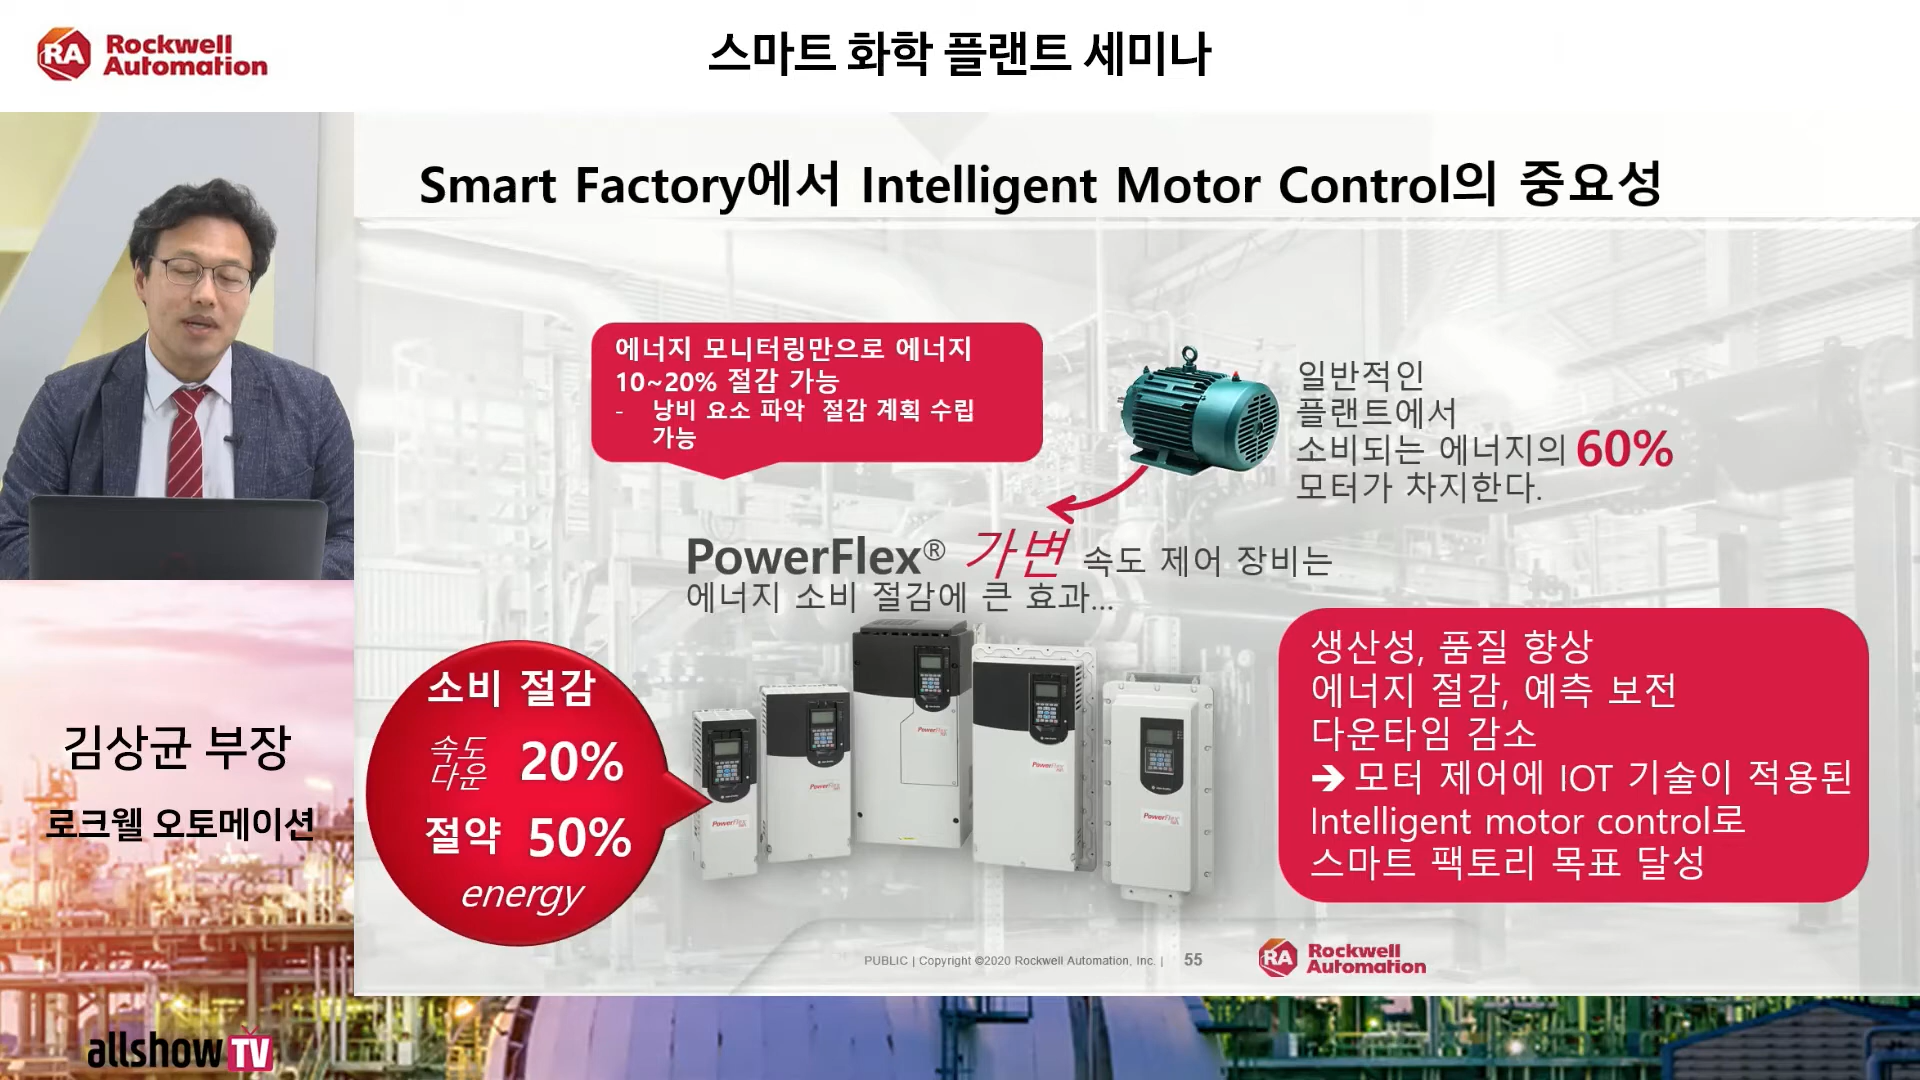 Rockwell
Automation
스마트 화학 플랜트 세미나
Smart Factory에서 Intelligent Motor Control의 중요성
에너지 모니터링만으로 에너지
10~20% 절감 가능
- 낭비 요소 파악 절감 계획 수립
가능
일반적인
플랜트에서
소비되는 에너지의 60%
모터가 차지한다.
PowerFlex® 가변 속도 제어 장비는
에너지 소비 절감에 큰 효과...
소비 절감
속도
다운 20%
절약 50%
energy
PowerFlex
PowerFlex
PowerFlex
PowerFlex
PowerFlex
생산성, 품질 향상
에너지 절감, 예측 보전
다운타임 감소
➔ 모터 제어에 IOT 기술이 적용된
Intelligent motor control로
스마트 팩토리 목표 달성
김상균 부장
로크웰 오토메이션
PUBLIC | Copyright ©2020 Rockwell Automation, Inc. | 55
RA Rockwell
Automation
allshow TV